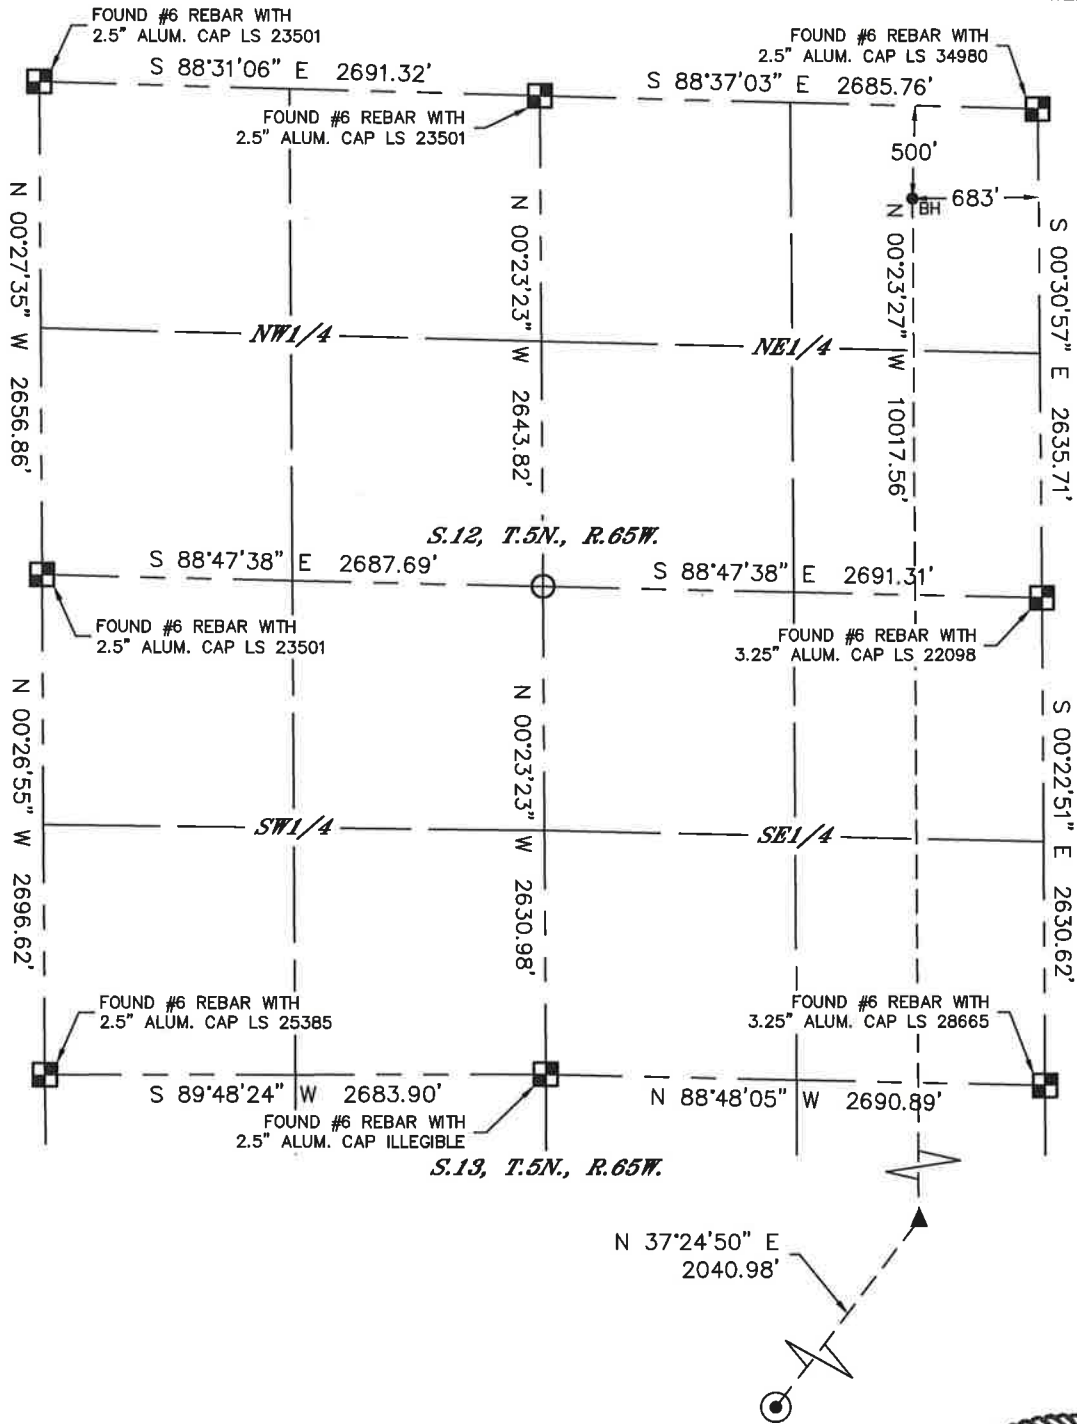 FOUND #6 REBAR WITH
2.5" ALUM. CAP LS 23501
FOUND #6 REBAR WITH
2.5" ALUM. CAP LS 34980
S 88°31'06" E 2691.32'
S 88°37'03" E 2685.76'
FOUND #6 REBAR WITH
2.5" ALUM. CAP LS 23501
500'
683'
BH
N 00°27'35" W 2656.86'
N 00°23'23" W 2643.82'
N 00°23'27" W 10017.56'
S 00°30'57" E 2635.71'
NW1/4
NE1/4
S.12, T.5N., R.65W.
S 88°47'38" E 2687.69'
S 88°47'38" E 2691.31'
FOUND #6 REBAR WITH
2.5" ALUM. CAP LS 23501
FOUND #6 REBAR WITH
3.25" ALUM. CAP LS 22098
N 00°26'55" W 2696.62'
N 00°23'23" W 2630.98'
S 00°22'51" E 2630.62'
SW1/4
SE1/4
FOUND #6 REBAR WITH
2.5" ALUM. CAP LS 25385
FOUND #6 REBAR WITH
3.25" ALUM. CAP LS 28665
S 89°48'24" W 2683.90'
N 88°48'05" W 2690.89'
FOUND #6 REBAR WITH
2.5" ALUM. CAP ILLEGIBLE
S.13, T.5N., R.65W.
N 37°24'50" E
2040.98'